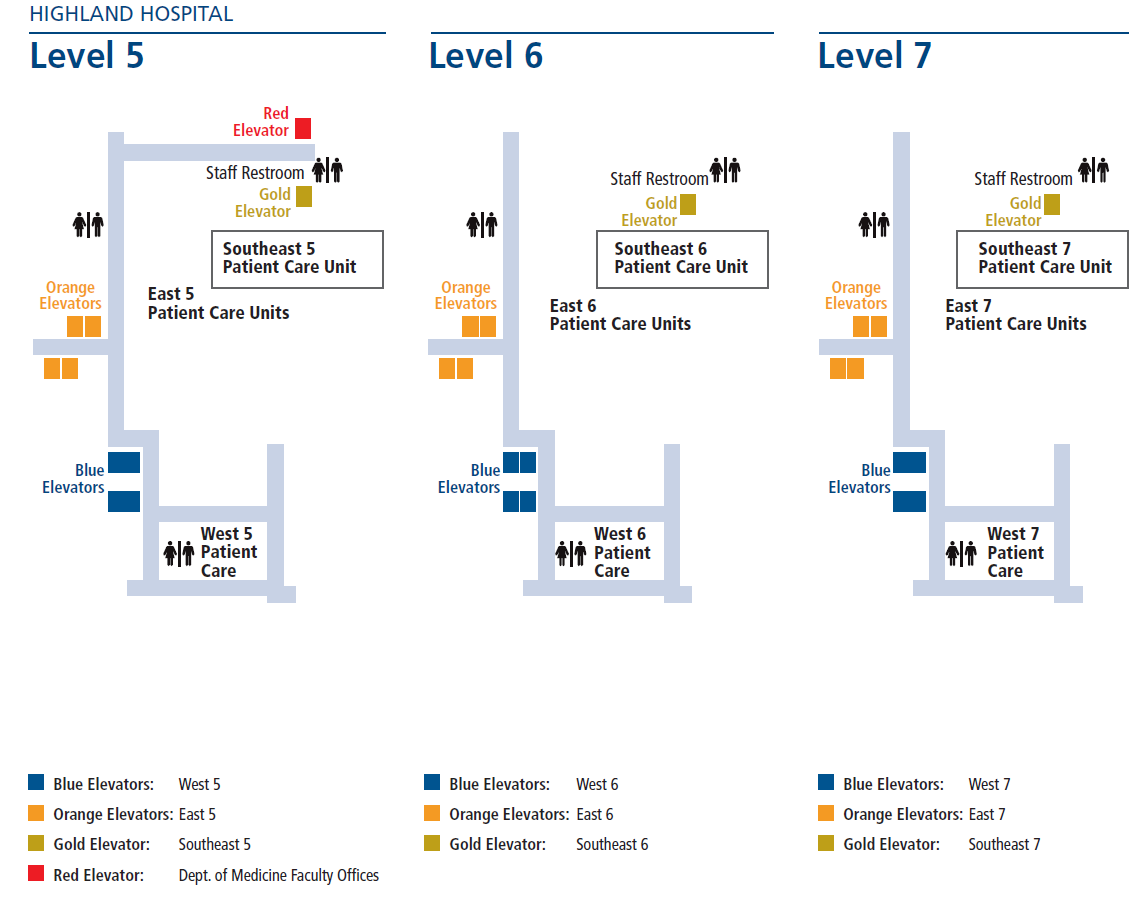 HIGHLAND HOSPITAL
Level 5
Red
Elevator
Staff Restroom
Gold
Elevator
Southeast 5
Patient Care Unit
Orange
Elevators
East 5
Patient Care Units
Blue
Elevators
West 5
Patient
Care
Blue Elevators: West 5
Orange Elevators: East 5
Gold Elevator: Southeast 5
Red Elevator: Dept. of Medicine Faculty Offices
Level 6
Staff Restroom
Gold
Elevator
Southeast 6
Patient Care Unit
Orange
Elevators
East 6
Patient Care Units
Blue
Elevators
West 6
Patient
Care
Blue Elevators: West 6
Orange Elevators: East 6
Gold Elevator: Southeast 6
Level 7
Staff Restroom
Gold
Elevator
Southeast 7
Patient Care Unit
Orange
Elevators
East 7
Patient Care Units
Blue
Elevators
West 7
Patient
Care
Blue Elevators: West 7
Orange Elevators: East 7
Gold Elevator: Southeast 7